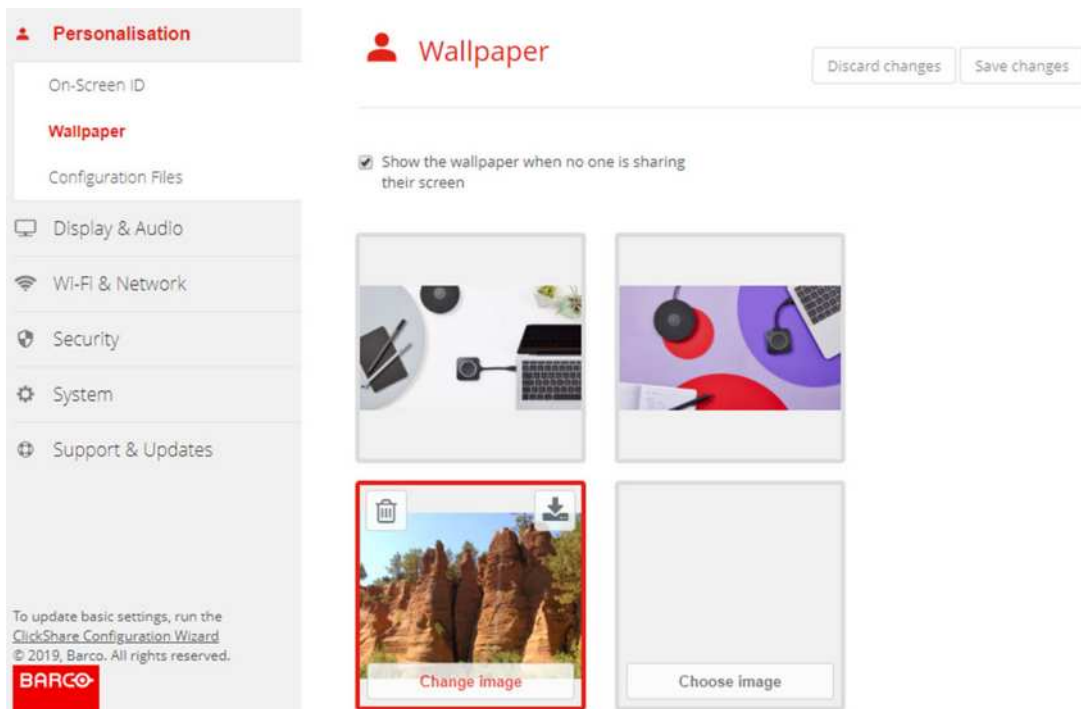 Personalisation
On-Screen ID
Wallpaper
Configuration Files
Display & Audio
Wi-Fi & Network
Security
System
Support & Updates
To update basic settings, run the
ClickShare Configuration Wizard
© 2019, Barco. All rights reserved.
BARCO
Wallpaper
Discard changes
Save changes
Show the wallpaper when no one is sharing
their screen
Change image
Choose image